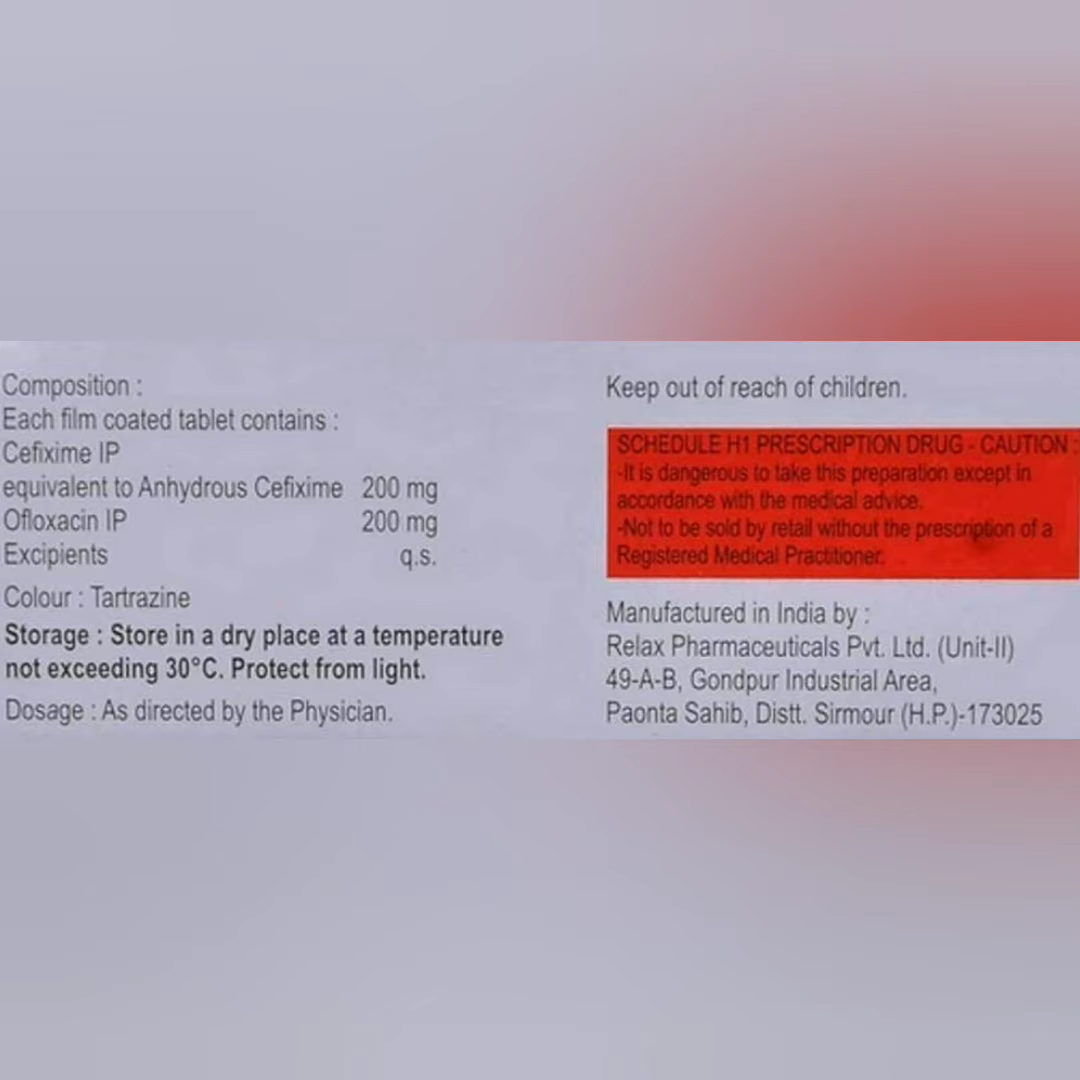 Composition :
Each film coated tablet contains :
Cefixime IP
equivalent to Anhydrous Cefixime 200 mg
Ofloxacin IP 200 mg
Excipients q.s.
Colour : Tartrazine
Storage : Store in a dry place at a temperature
not exceeding 30°C. Protect from light.
Dosage : As directed by the Physician.
Keep out of reach of children.
SCHEDULE H1 PRESCRIPTION DRUG - CAUTION :
-It is dangerous to take this preparation except in
accordance with the medical advice.
-Not to be sold by retail without the prescription of a
Registered Medical Practitioner.
Manufactured in India by :
Relax Pharmaceuticals Pvt. Ltd. (Unit-II)
49-A-B, Gondpur Industrial Area,
Paonta Sahib, Distt. Sirmour (H.P.)-173025